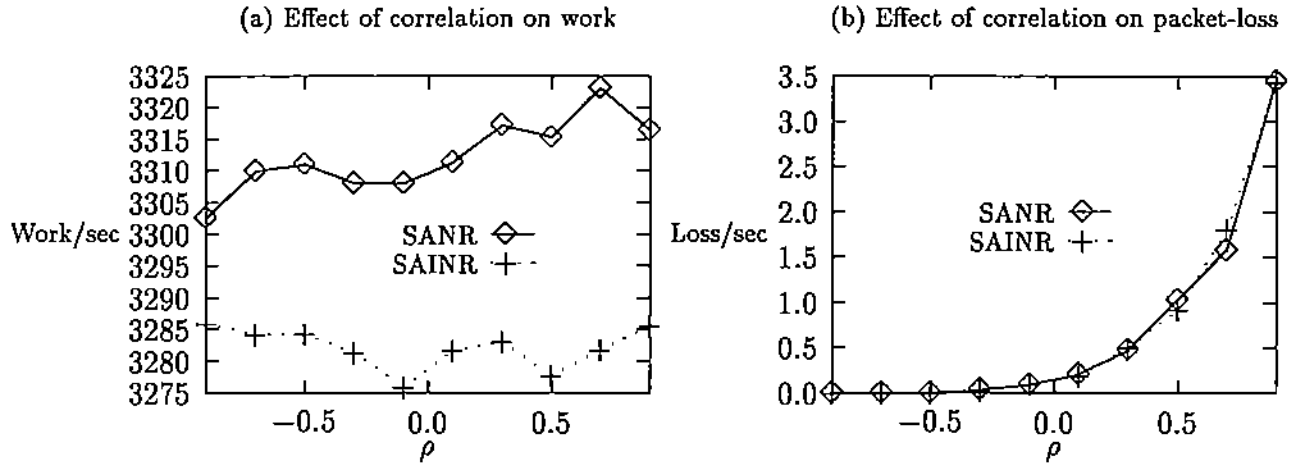 (a) Effect of correlation on work
3325
3320
3315
3310
3305
3300
3295
3290
3285
3280
3275
Work/sec
SANR
SAINR
−0.5 0.0 0.5
ρ
(b) Effect of correlation on packet-loss
3.5
3.0
2.5
2.0
1.5
1.0
0.5
0.0
Loss/sec
SANR
SAINR
−0.5 0.0 0.5
ρ